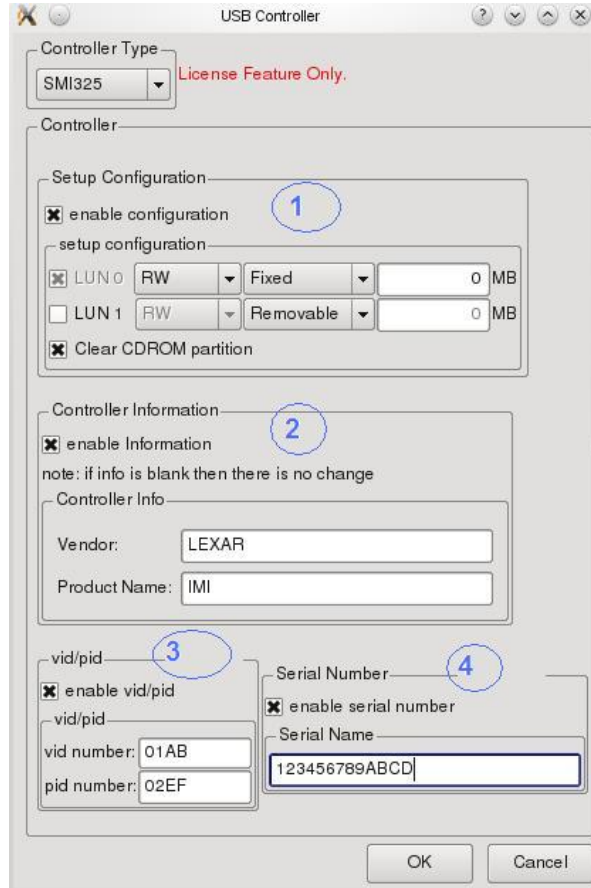 USB Controller
Controller Type
SMI325
License Feature Only.
Controller
Setup Configuration
1
enable configuration
setup configuration
LUN 0 RW Fixed 0 MB
LUN 1 RW Removable 0 MB
Clear CDROM partition
Controller Information
2
enable Information
note: if info is blank then there is no change
Controller Info
Vendor: LEXAR
Product Name: IMI
vid/pid
3
enable vid/pid
vid/pid
vid number: 01AB
pid number: 02EF
Serial Number
4
enable serial number
Serial Name
123456789ABCD
OK Cancel